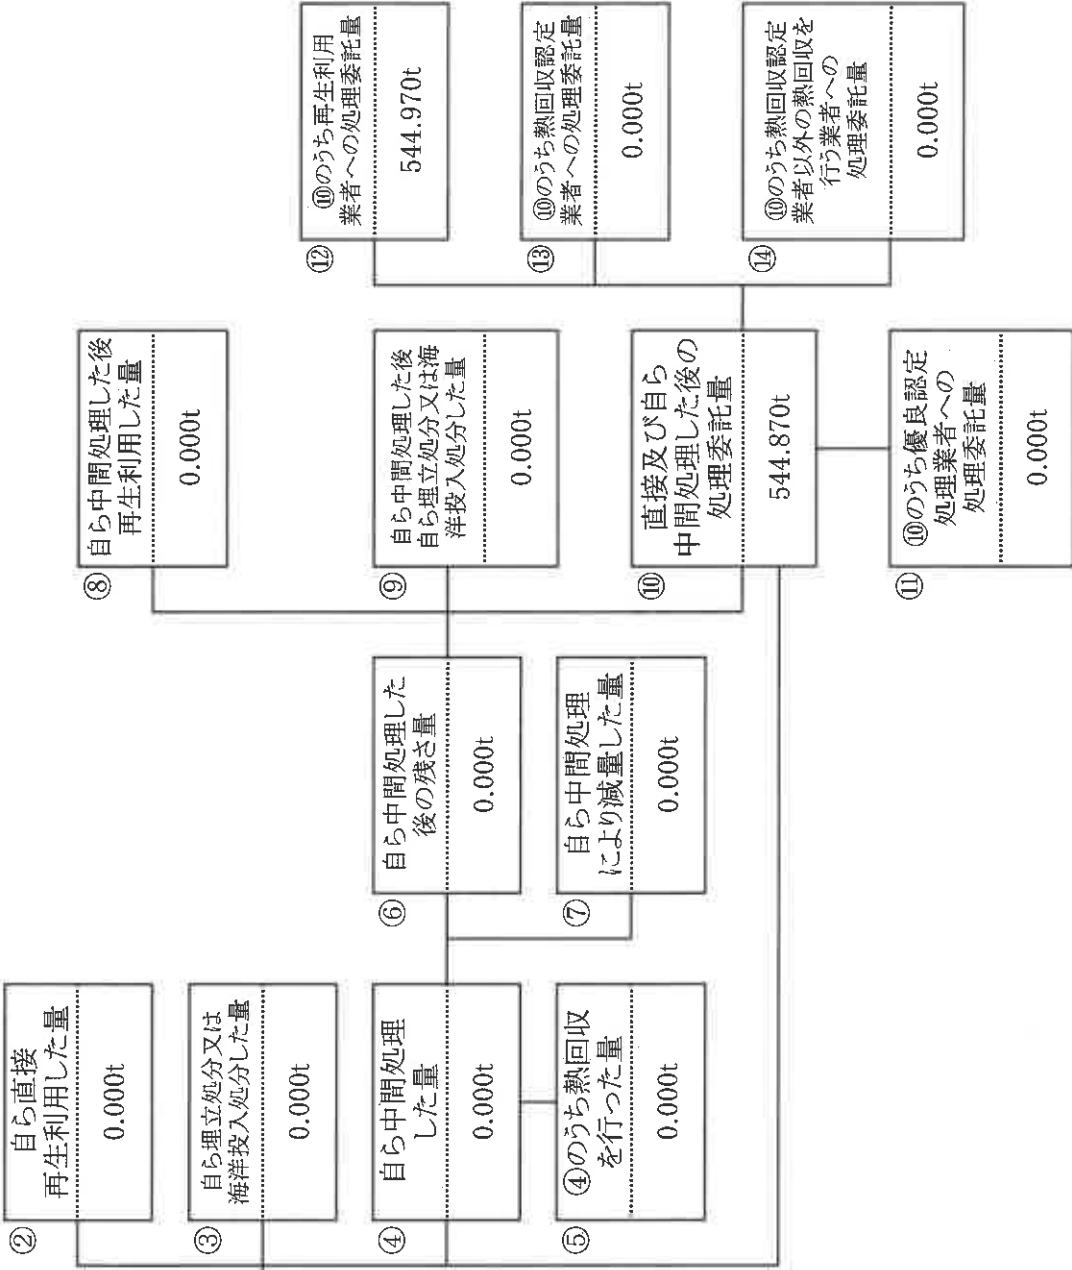 ②
自ら直接
再生利用した量
0.000t
③
自ら埋立処分又は
海洋投入処分した量
0.000t
④
自ら中間処理
した量
0.000t
⑤
④のうち熱回収
を行った量
0.000t
⑥
自ら中間処理した
後の残さ量
0.000t
⑦
自ら中間処理
により減量した量
0.000t
⑧
自ら中間処理した後
再生利用した量
0.000t
⑨
自ら中間処理した後
自ら埋立処分又は海
洋投入処分した量
0.000t
⑩
直接及び自ら
中間処理した後の
処理委託量
544.870t
⑪
⑩のうち優良認定
処理業者への
処理委託量
0.000t
⑫
⑩のうち再生利用
業者への処理委託量
544.970t
⑬
⑩のうち熱回収認定
業者への処理委託量
0.000t
⑭
⑩のうち熱回収認定
業者以外の熱回収を
行う業者への
処理委託量
0.000t